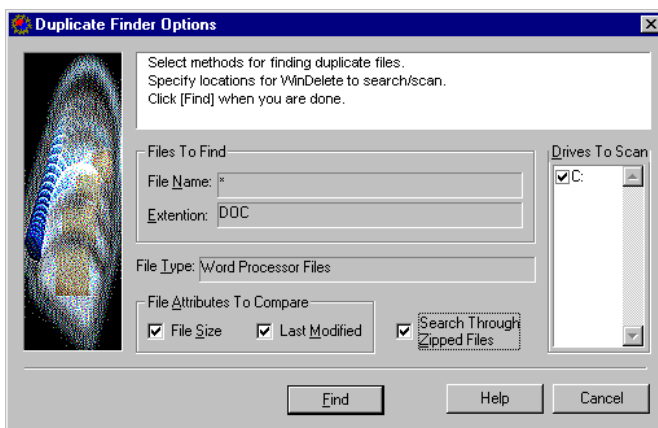 Duplicate Finder Options
Select methods for finding duplicate files.
Specify locations for WinDelete to search/scan.
Click [Find] when you are done.
Files To Find
File Name: *
Extention: DOC
File Type: Word Processor Files
File Attributes To Compare
File Size
Last Modified
Search Through
Zipped Files
Drives To Scan
C:
Find
Help
Cancel